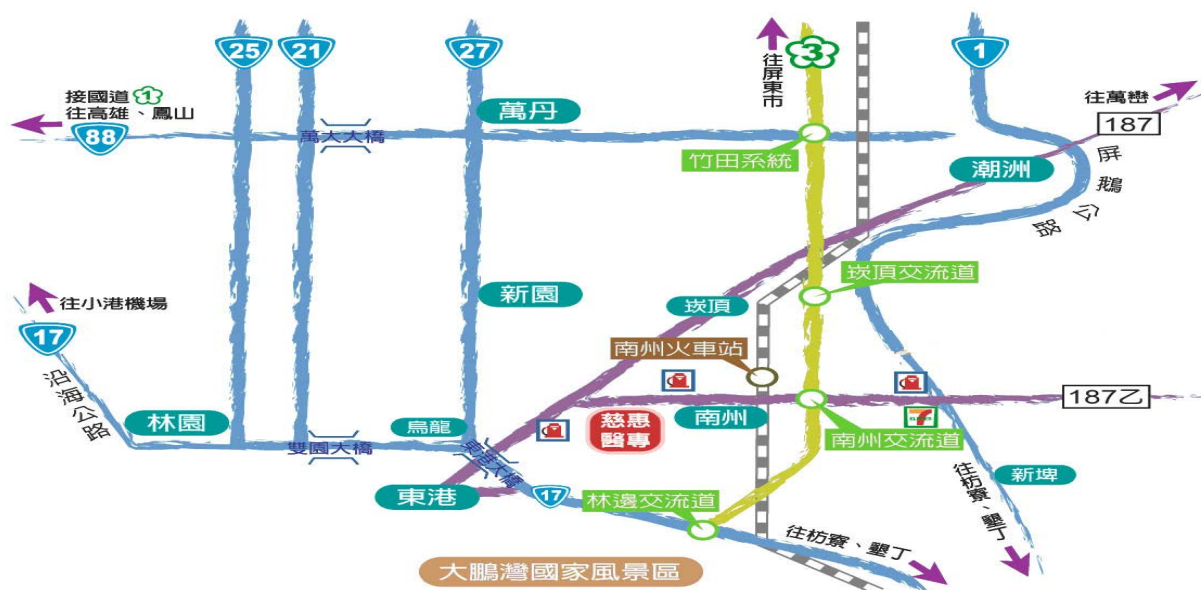 25
21
27
3
1
往屏東市
接國道 1
往高雄、鳳山
88
萬大大橋
萬丹
竹田系統
往萬巒
187
潮洲
屏鵝公路
往小港機場
17
沿海公路
新園
崁頂
崁頂交流道
南州火車站
187乙
林園
雙園大橋
烏龍
東港大橋
慈惠
醫專
南州
7
南州交流道
東港
17
林邊交流道
新埤
往枋寮、墾丁
往枋寮、墾丁
大鵬灣國家風景區